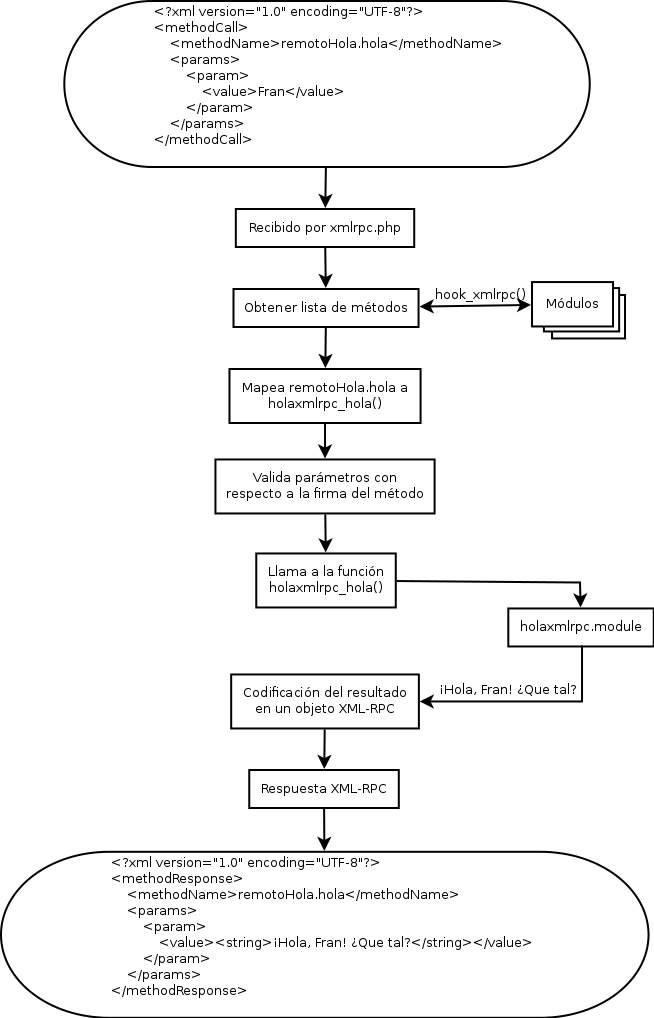 <?xml version="1.0" encoding="UTF-8"?>
<methodCall>
<methodName>remotoHola.hola</methodName>
<params>
<param>
<value>Fran</value>
</param>
</params>
</methodCall>
Recibido por xmlrpc.php
Obtener lista de métodos
hook_xmlrpc()
Módulos
Mapea remotoHola.hola a
holaxmlrpc_hola()
Valida parámetros con
respecto a la firma del método
Llama a la función
holaxmlrpc_hola()
holaxmlrpc.module
¡Hola, Fran! ¿Que tal?
Codificación del resultado
en un objeto XML-RPC
Respuesta XML-RPC
<?xml version="1.0" encoding="UTF-8"?>
<methodResponse>
<methodName>remotoHola.hola</methodName>
<params>
<param>
<value><string>¡Hola, Fran! ¿Que tal?</string></value>
</param>
</params>
</methodResponse>